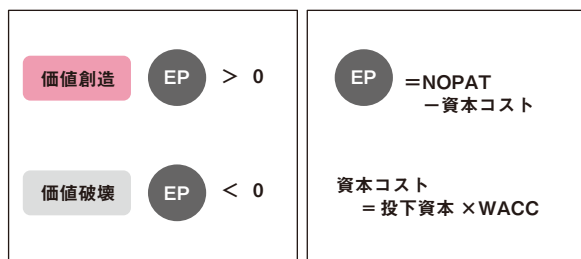 価値創造 EP ＞ 0
価値破壊 EP ＜ 0
EP ＝NOPAT
－資本コスト
資本コスト
＝投下資本×WACC